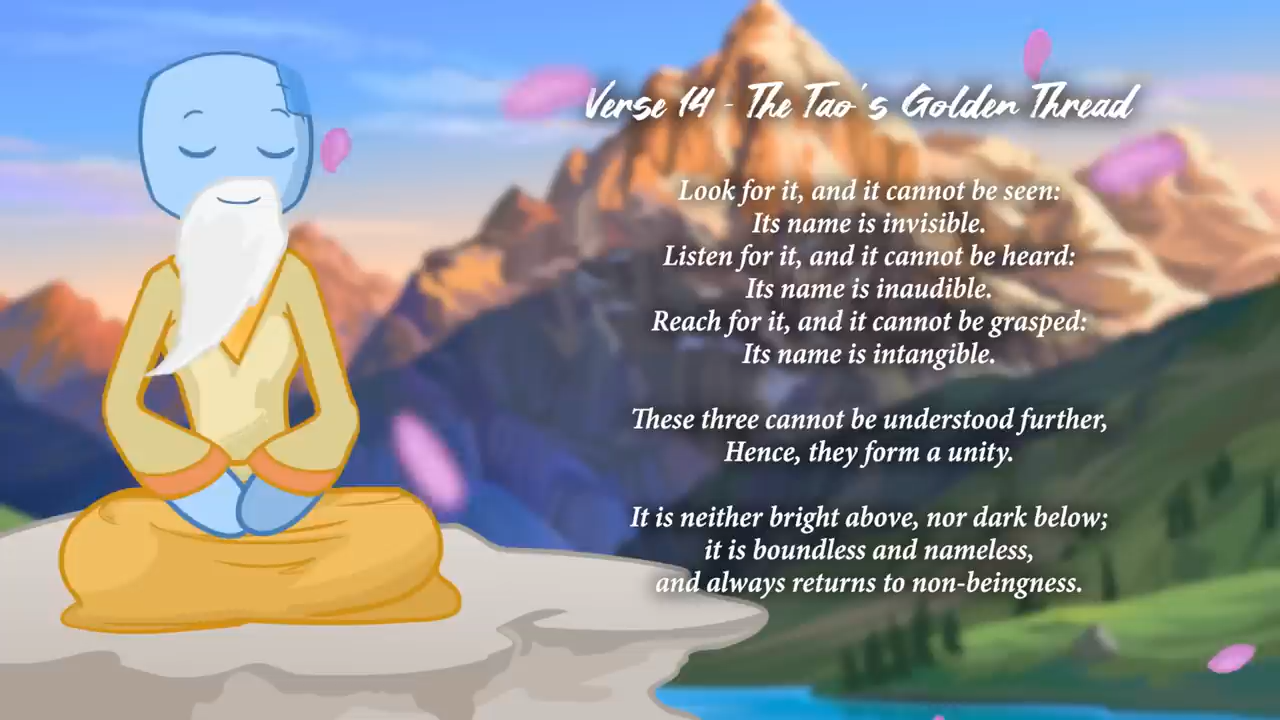 Verse 14 - The Tao's Golden Thread
Look for it, and it cannot be seen:
Its name is invisible.
Listen for it, and it cannot be heard:
Its name is inaudible.
Reach for it, and it cannot be grasped:
Its name is intangible.
These three cannot be understood further,
Hence, they form a unity.
It is neither bright above, nor dark below;
it is boundless and nameless,
and always returns to non-beingness.